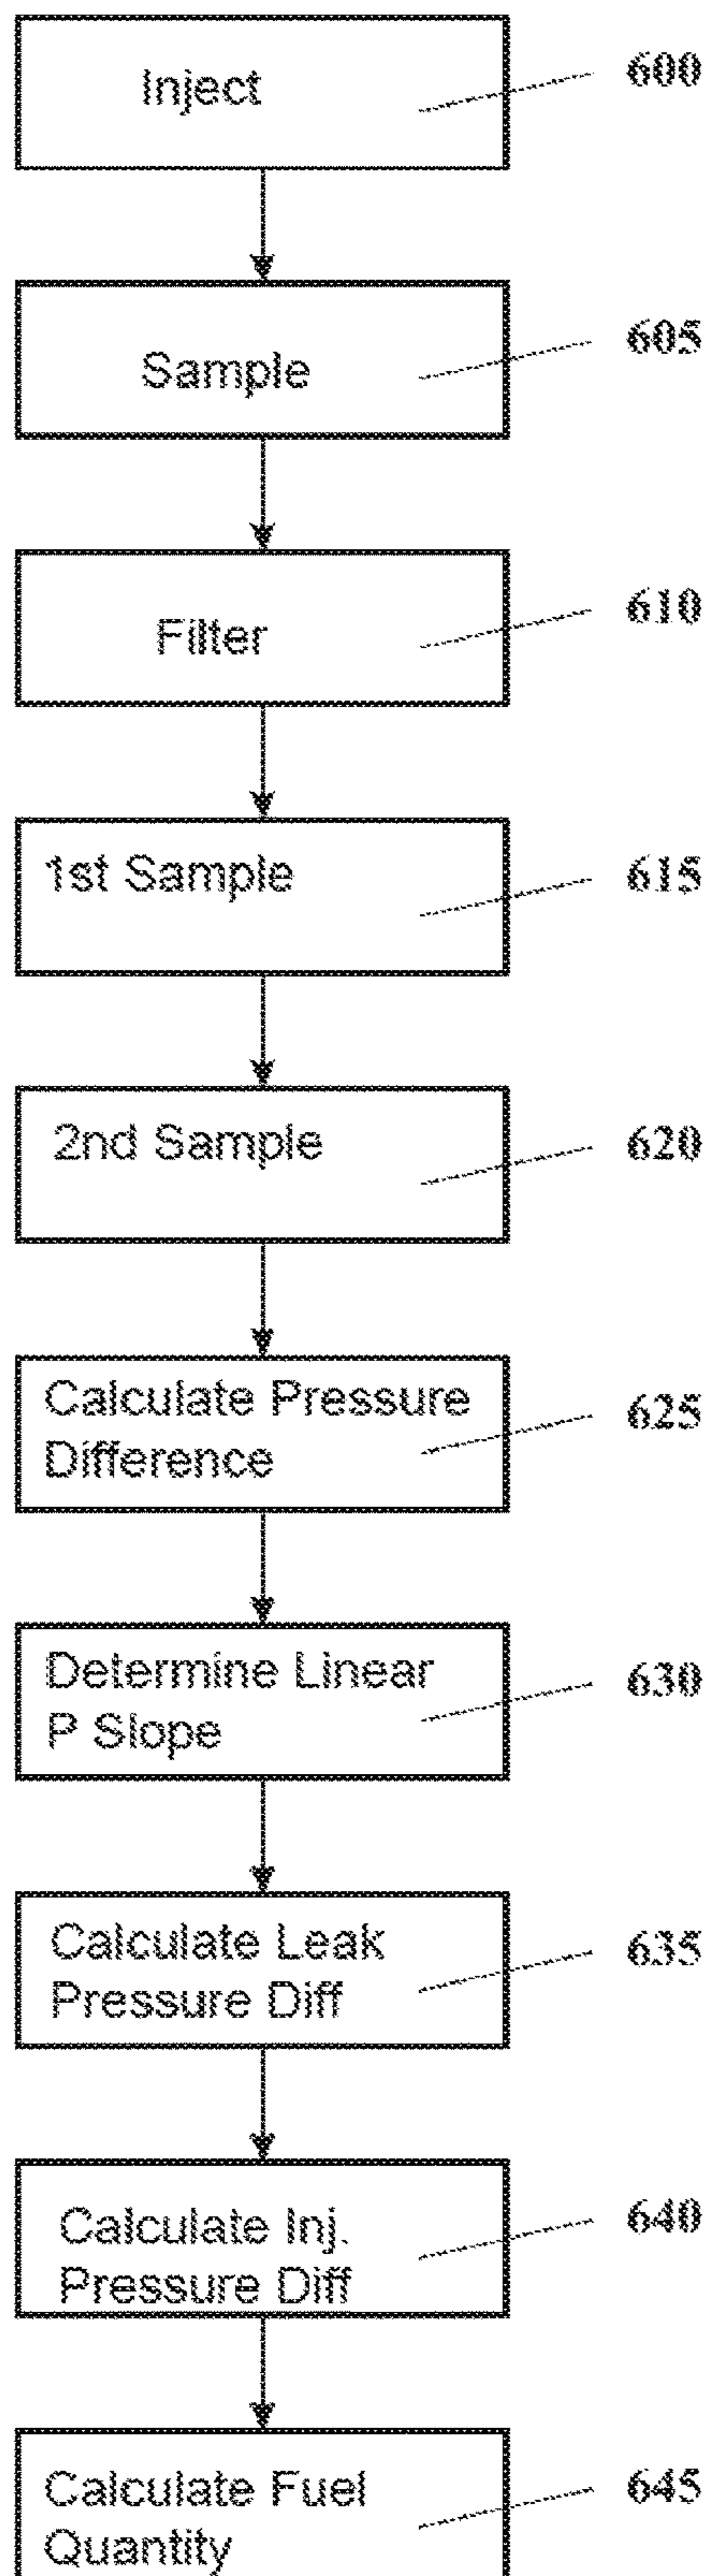 Inject
600
Sample
605
Filter
610
1st Sample
615
2nd Sample
620
Calculate Pressure
Difference
625
Determine Linear
P Slope
630
Calculate Leak
Pressure Diff
635
Calculate Inj.
Pressure Diff
640
Calculate Fuel
Quantity
645